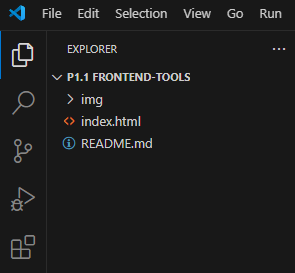 File Edit Selection View Go Run
EXPLORER
P1.1 FRONTEND-TOOLS
img
index.html
README.md